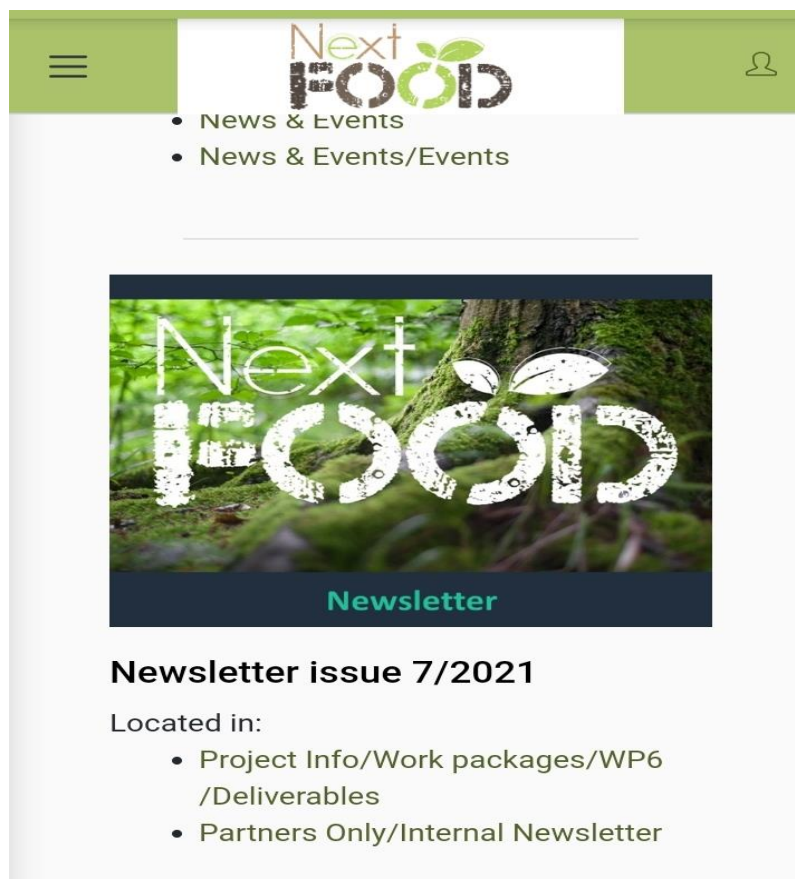 Next
FOOD
News & Events
News & Events/Events
Next
FOOD
Newsletter
Newsletter issue 7/2021
Located in:
Project Info/Work packages/WP6
/Deliverables
Partners Only/Internal Newsletter